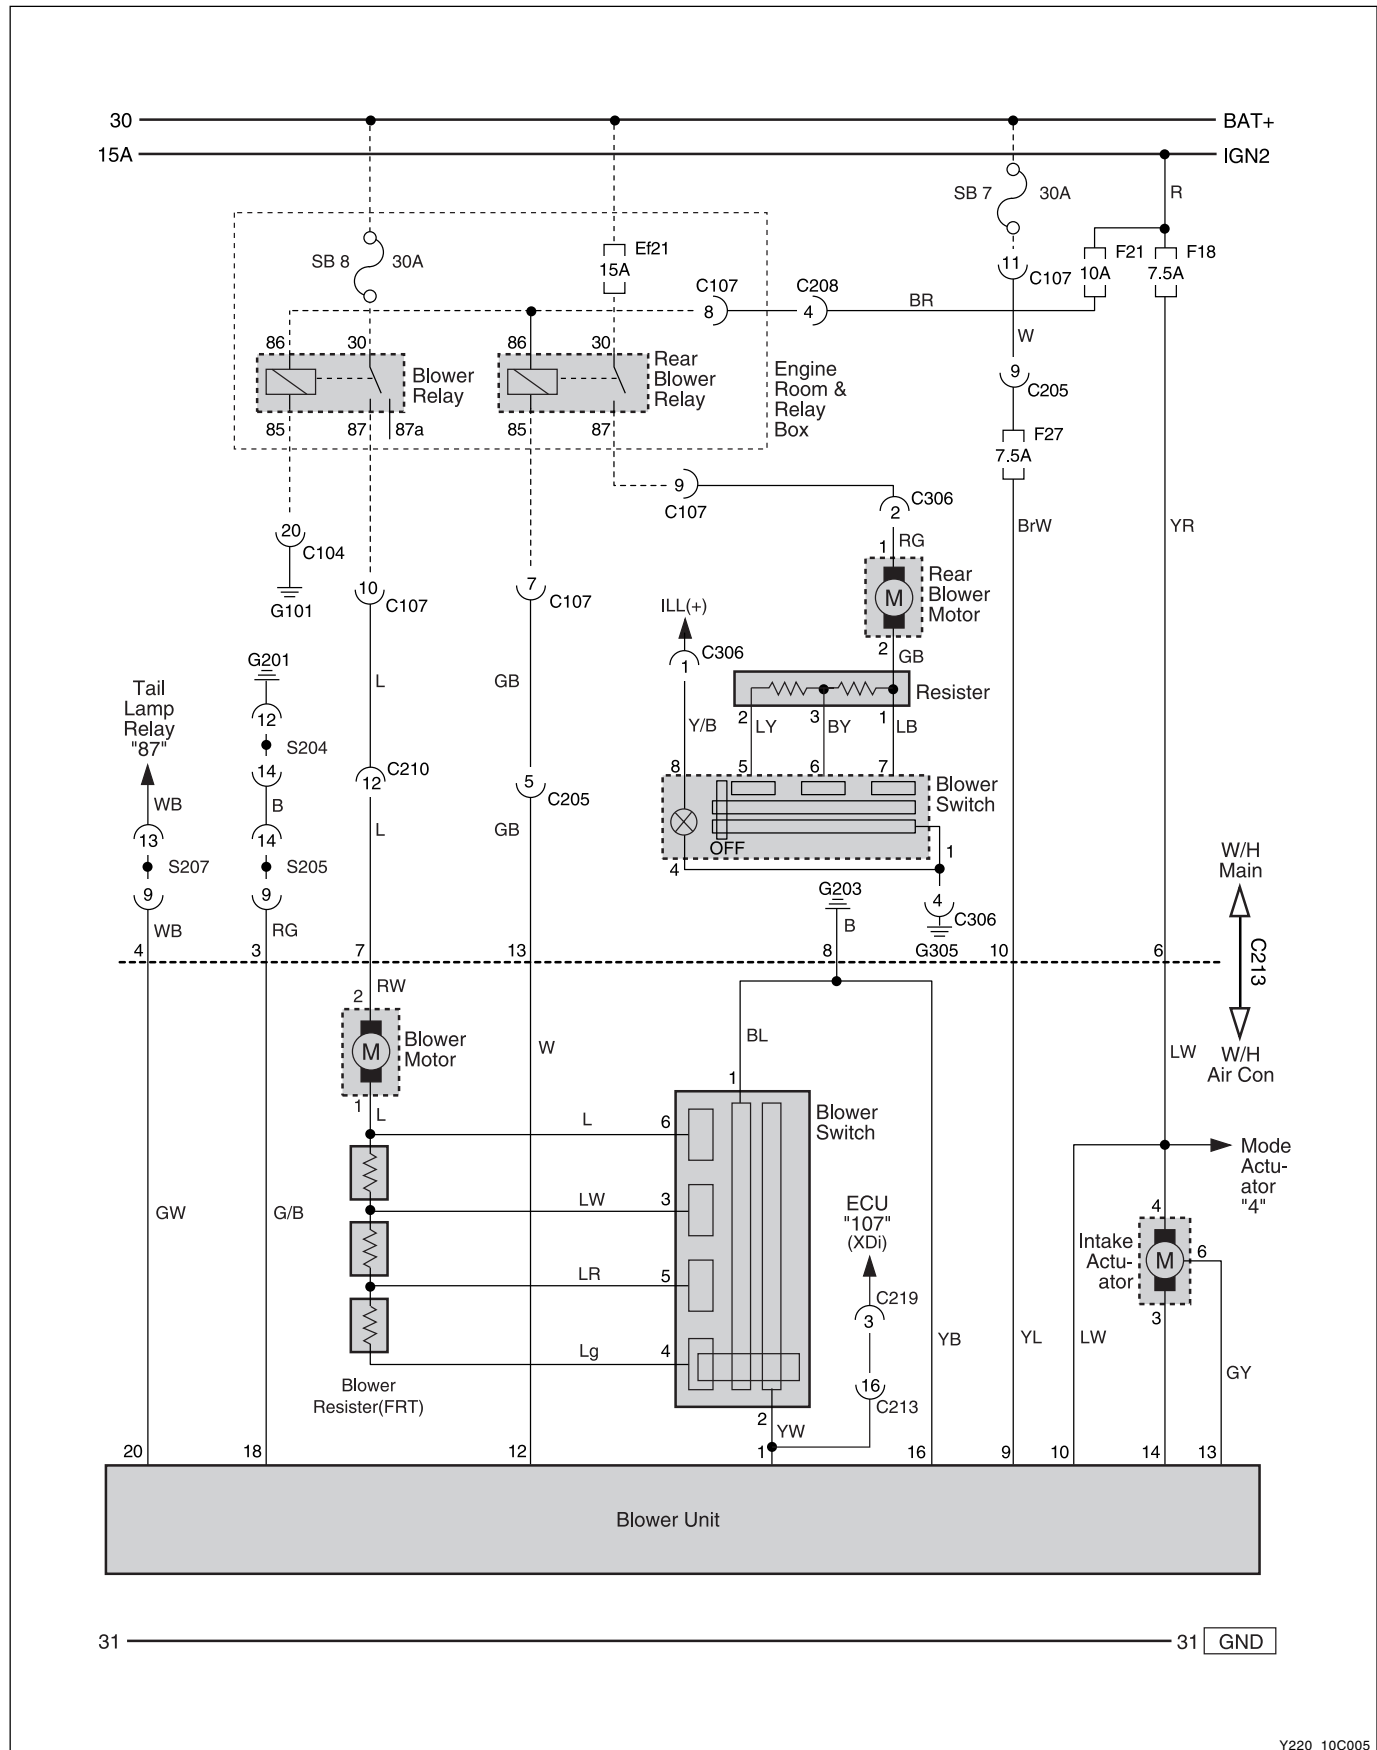 30 BAT+
15A IGN2
SB 7 30A R
SB 8 30A Ef21 15A 11 C107 F21 10A F18 7.5A
C107 8 C208 4 BR
W
86 30 Blower Relay 86 30 Rear Blower Relay
Engine Room & Relay Box
9 C205
85 87 87a 85 87
F27 7.5A
9 C107
C306 2
20 C104 BrW YR
1 RG
G101
10 C107 7 C107
M Rear Blower Motor
ILL(+)
C306 1
2 GB
G201
L GB
Resister
Tail Lamp Relay "87"
12
S204
2 LY 3 BY 1 LB
Y/B
14
C210 12
5 C205
8 5 6 7 Blower Switch
WB B
L GB
13 14
OFF
S207 S205
4 1
9 9
G203
4 C306
B
WB RG
W/H Main
C213
4 3 7 13 8 G305 10 6
2 RW
M Blower Motor
W BL LW
W/H Air Con
1 L
1
Blower Switch
L 6
Mode Actuator "4"
LW 3
GW G/B
ECU "107" (XDi)
4
Intake Actu-ator M 6
3
LR 5
C219 3
YB YL LW GY
Lg 4
Blower Resister(FRT)
16 C213
2 YW
20 18 12 1 16 9 10 14 13
Blower Unit
31 31 GND
Y220_10C005